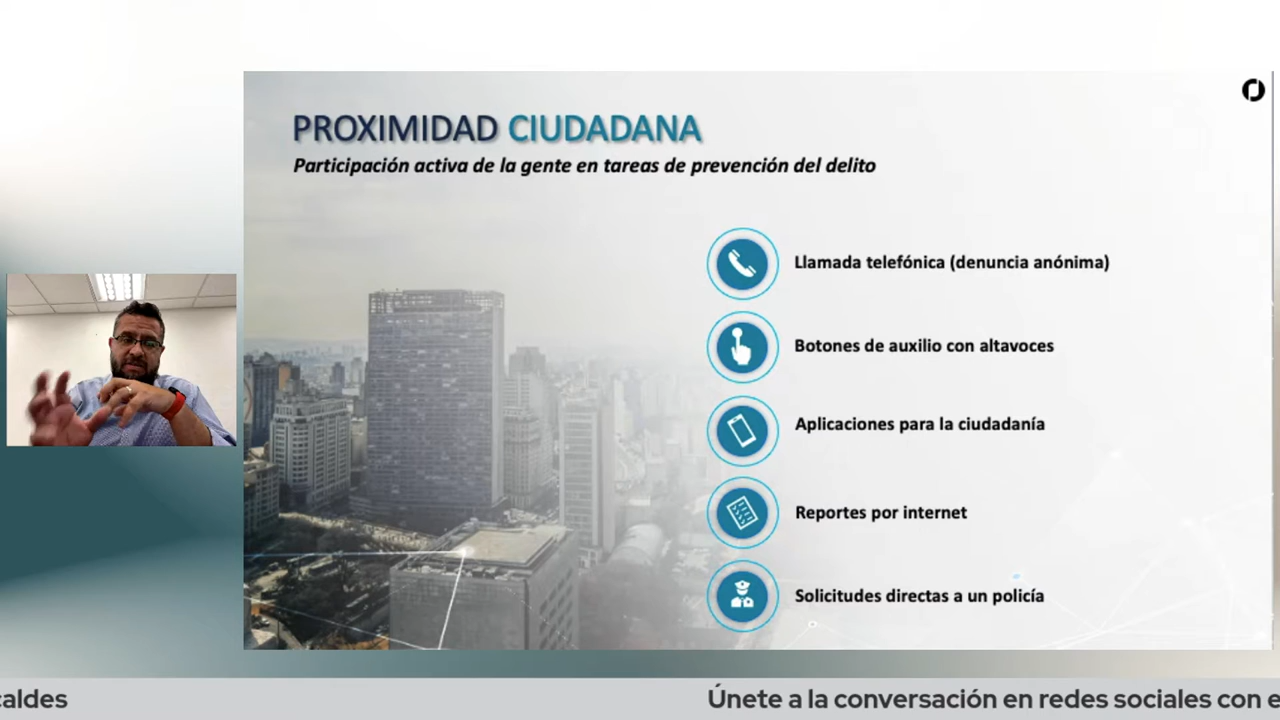 PROXIMIDAD CIUDADANA
Participación activa de la gente en tareas de prevención del delito
Llamada telefónica (denuncia anónima)
Botones de auxilio con altavoces
Aplicaciones para la ciudadanía
Reportes por internet
Solicitudes directas a un policía
caldes
Únete a la conversación en redes sociales con e